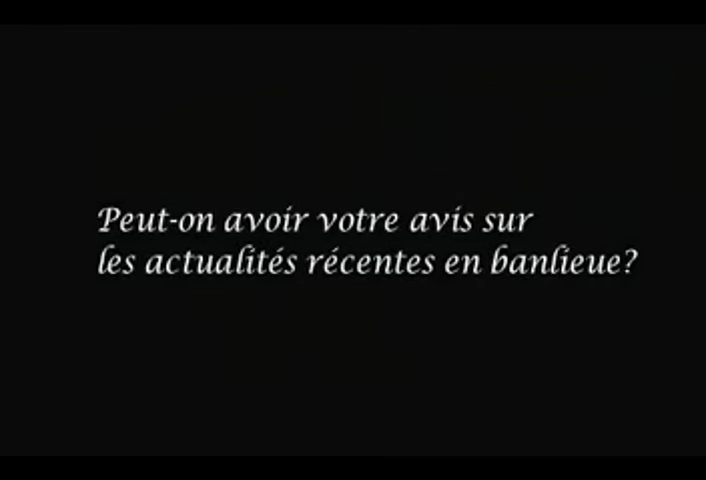 Peut-on avoir votre avis sur
les actualités récentes en banlieue?